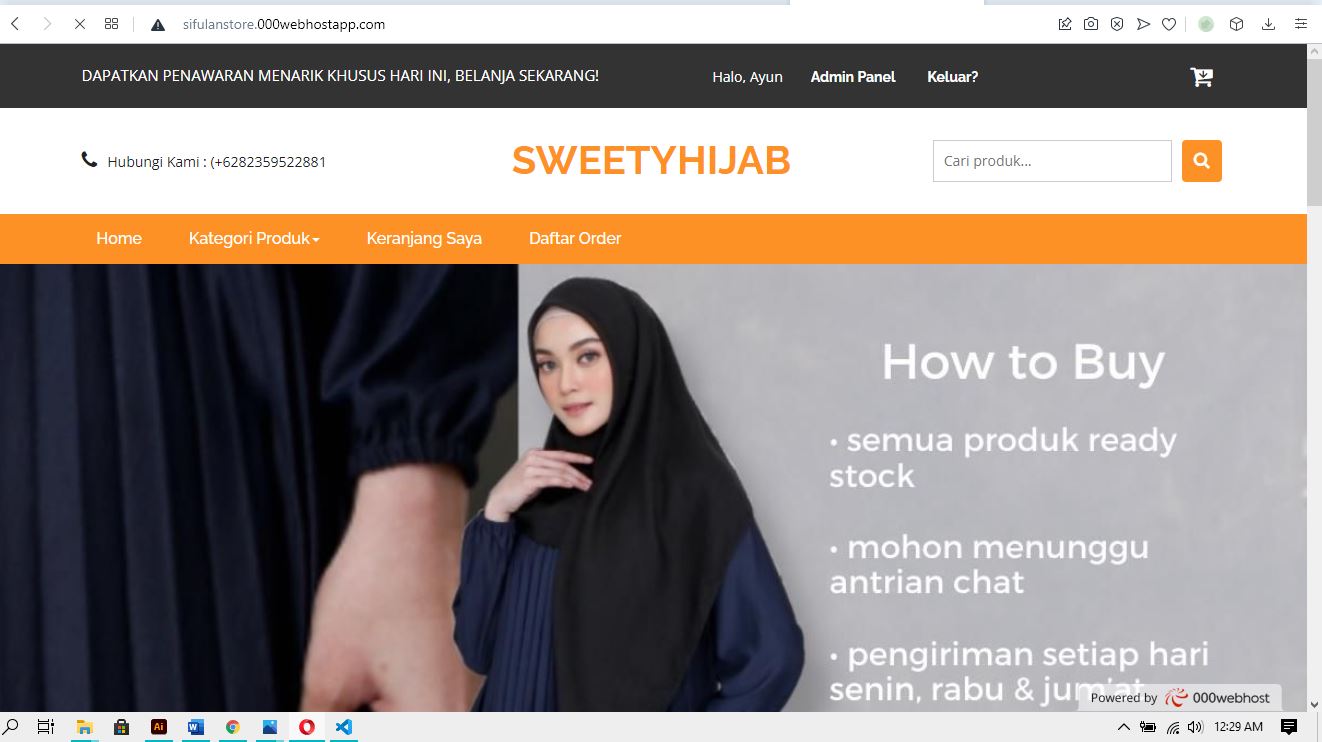 sifulanstore.000webhostapp.com
DAPATKAN PENAWARAN MENARIK KHUSUS HARI INI, BELANJA SEKARANG!
Halo, Ayun
Admin Panel
Keluar?
Hubungi Kami : (+6282359522881
SWEETYHIJAB
Cari produk...
Home
Kategori Produk
Keranjang Saya
Daftar Order
How to Buy
• semua produk ready
stock
• mohon menunggu
antrian chat
• pengiriman setiap hari
senin, rabu & jum'at
Powered by 000webhost
Ai
W
12:29 AM